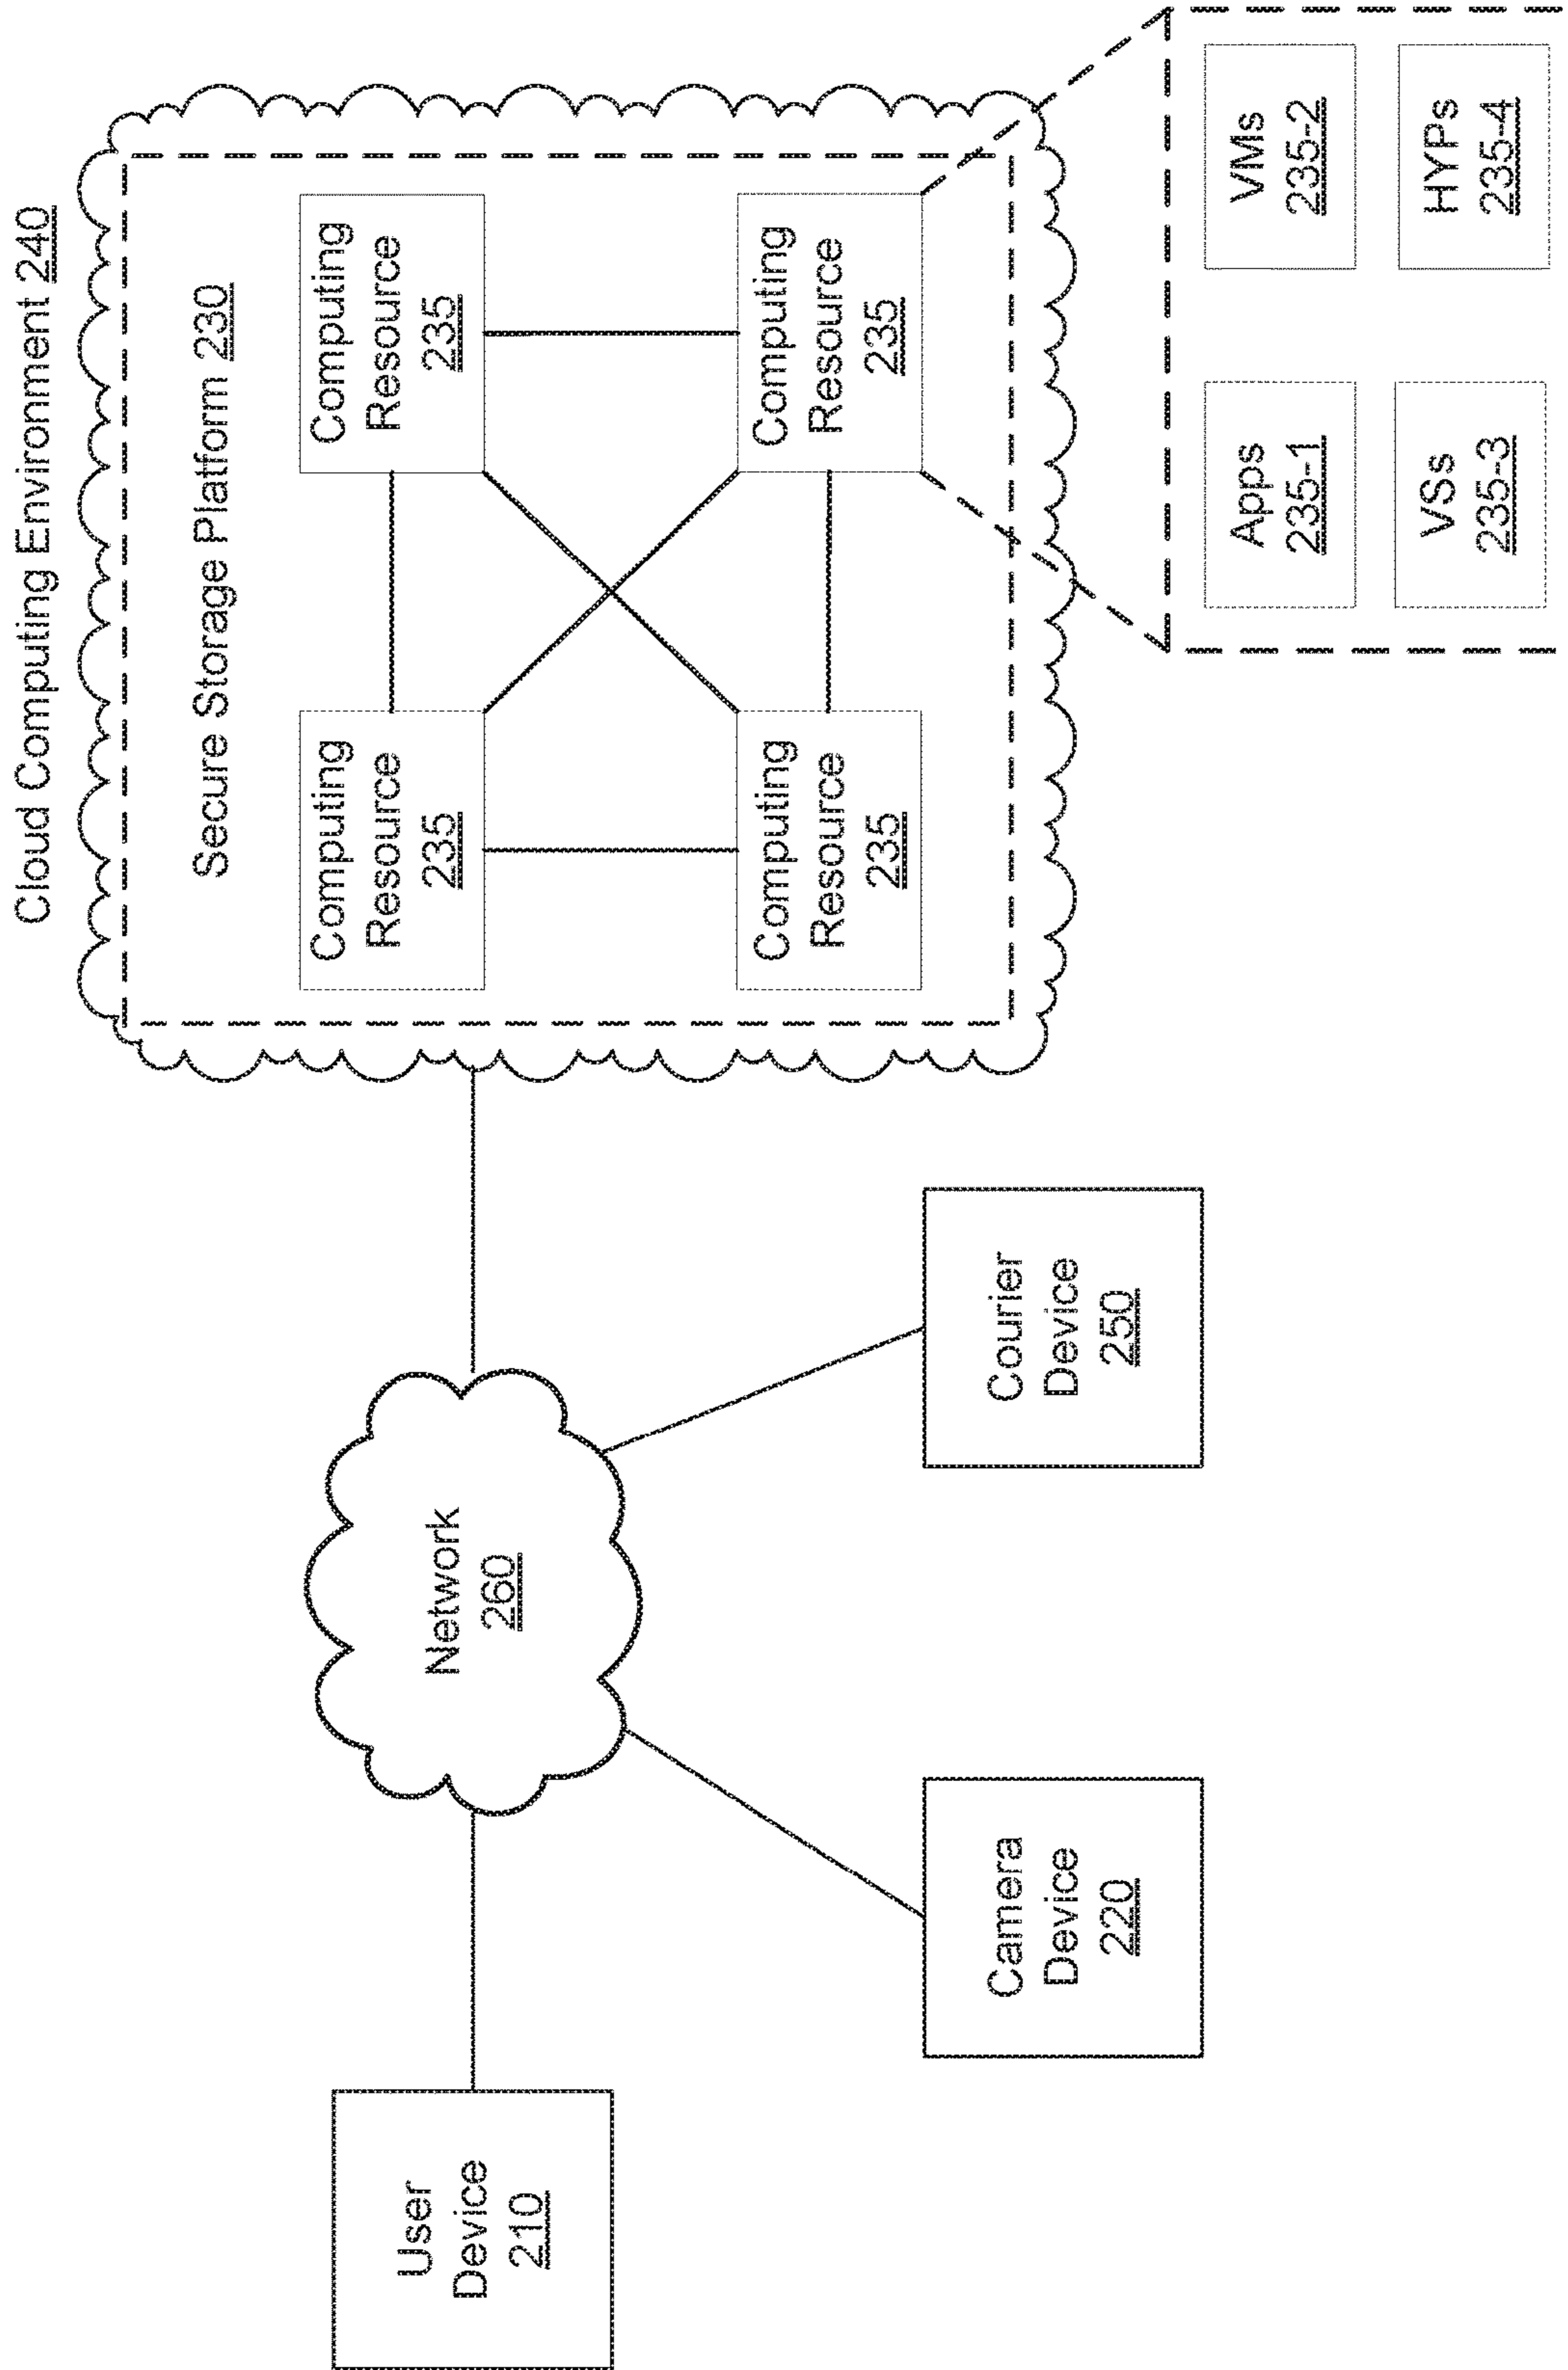 Cloud Computing Environment 240
Secure Storage Platform 230
Computing
Resource
235
Computing
Resource
235
Computing
Resource
235
Computing
Resource
235
Apps
235-1
VMs
235-2
VSs
235-3
HYPs
235-4
Network
260
User
Device
210
Camera
Device
220
Courier
Device
250